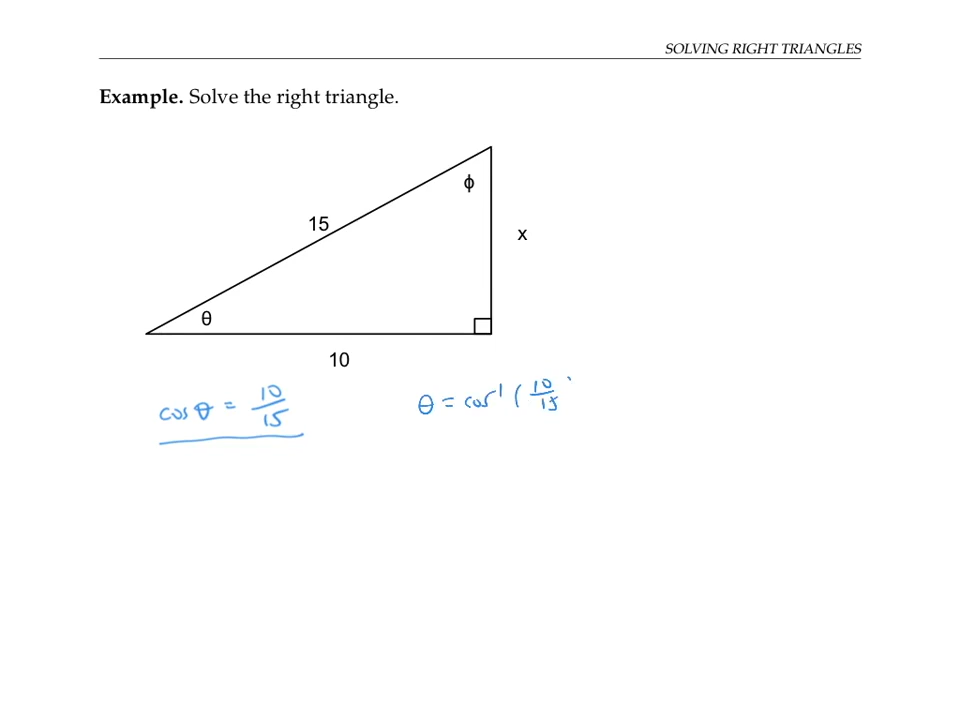 SOLVING RIGHT TRIANGLES
Example. Solve the right triangle.
ϕ
15
x
θ
10
cos θ = 10/15
θ = cos⁻¹ ( 10/15